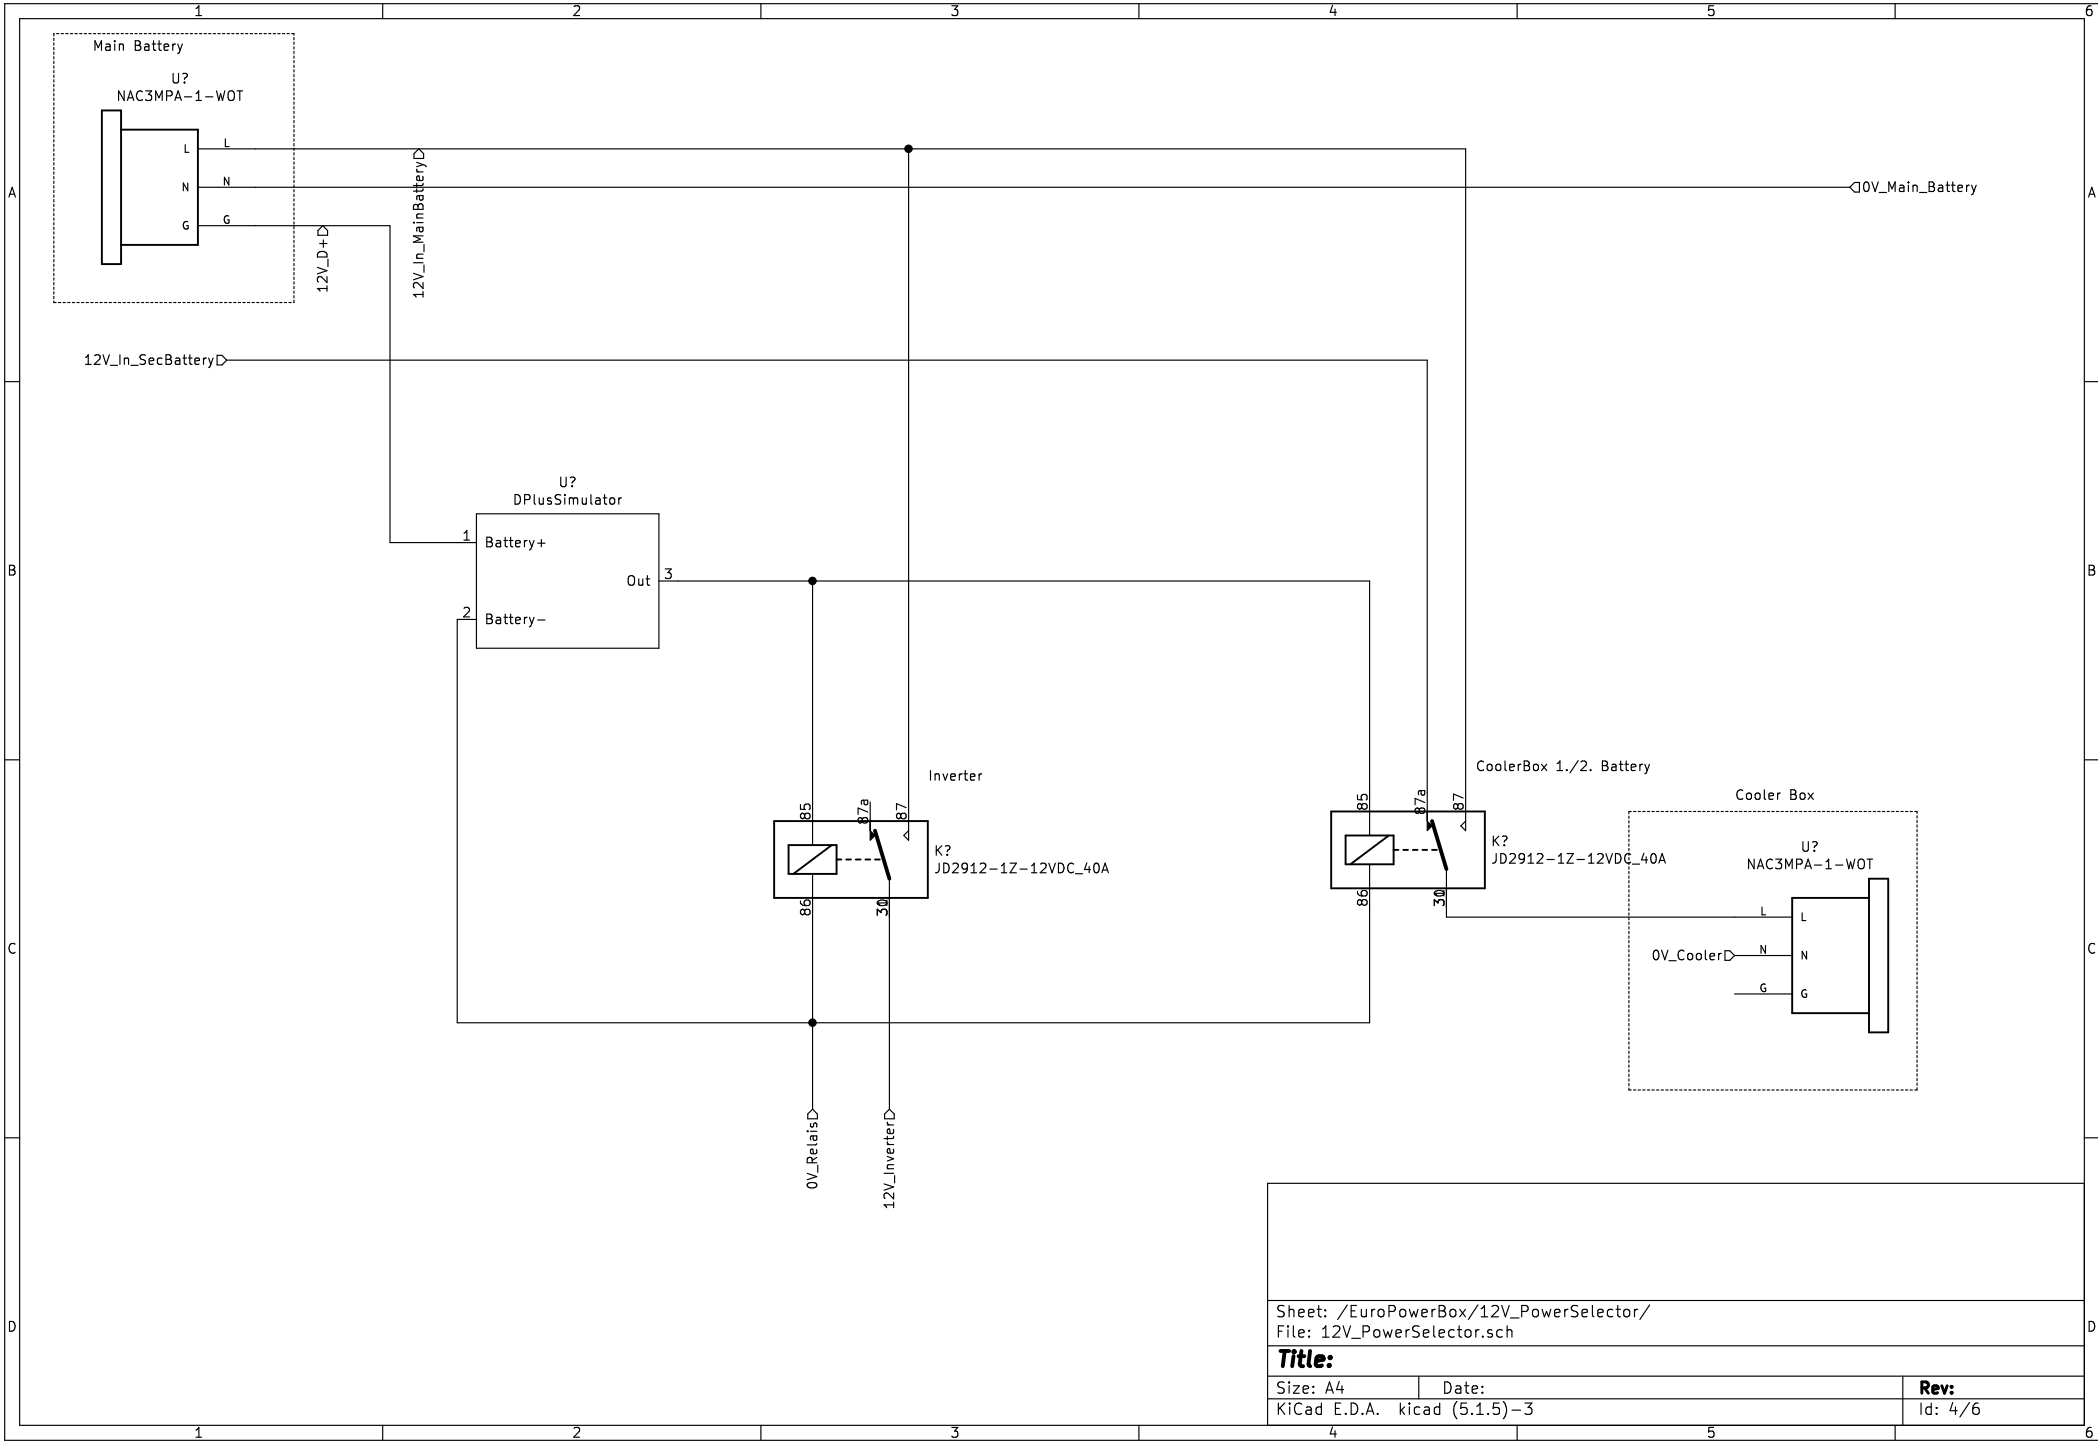 1 2 3 4 5 6
Main Battery
U?
NAC3MPA-1-WOT
L L
A N N 0V_Main_Battery A
G G
12V_D+
12V_In_MainBattery
12V_In_SecBattery
U?
DPlusSimulator
1 Battery+
B Out 3 B
2 Battery-
Inverter
CoolerBox 1./2. Battery
Cooler Box
85 87a 87
85 87a 87
K?
JD2912-1Z-12VDC_40A
K?
JD2912-1Z-12VDC_40A
U?
NAC3MPA-1-WOT
86 30
86 30
L L
C 0V_Cooler N N C
G G
0V_Relais
12V_Inverter
Sheet: /EuroPowerBox/12V_PowerSelector/
D File: 12V_PowerSelector.sch D
Title:
Size: A4 Date: Rev:
KiCad E.D.A. kicad (5.1.5)-3 Id: 4/6
1 2 3 4 5 6